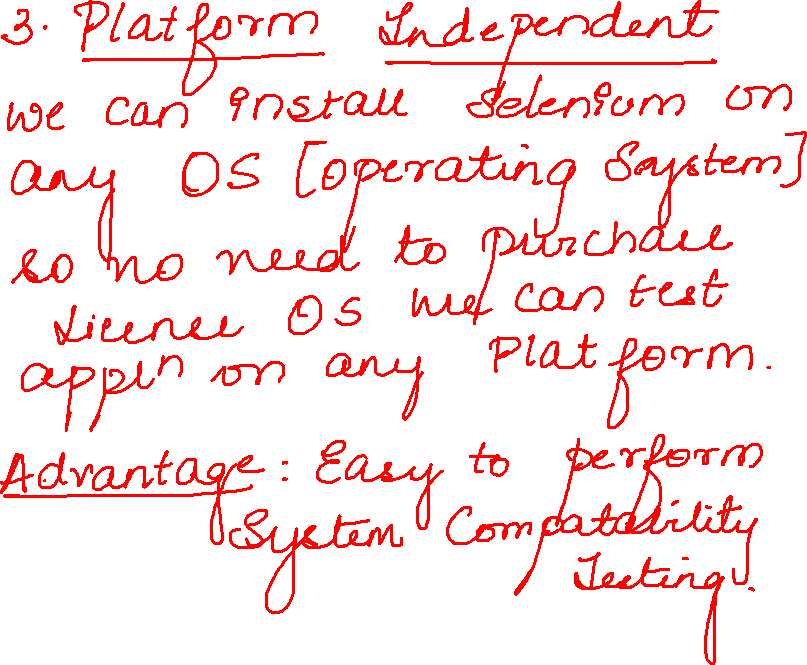 3. Platform Independent
we can install Selenium on
any OS [operating System]
so no need to purchase
License OS we can test
appln on any Platform.
Advantage: Easy to perform
System Compatability
Testing.